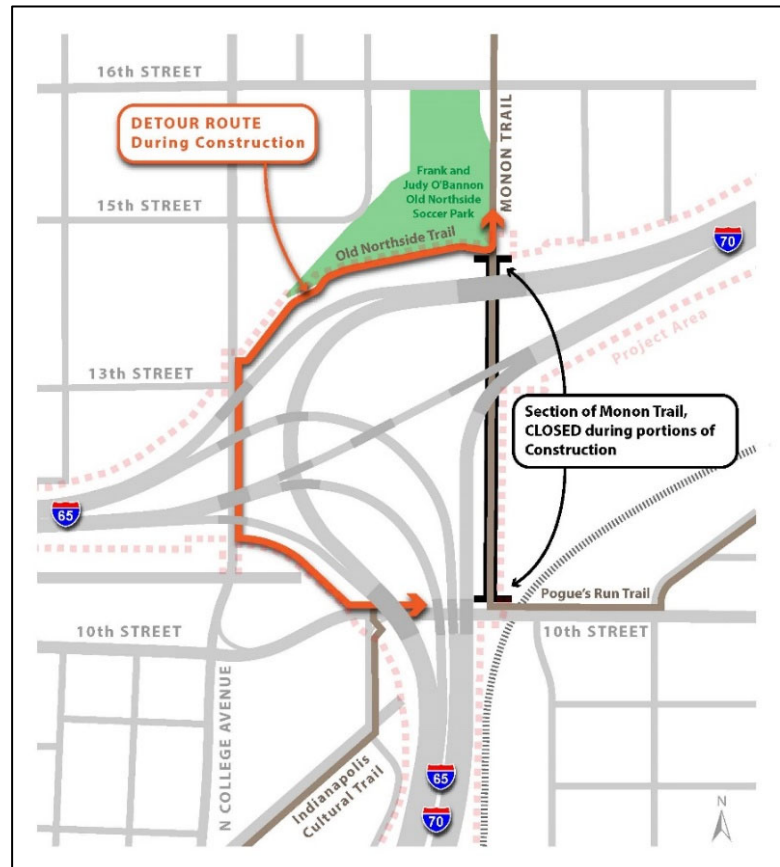 16th STREET
MONON TRAIL
DETOUR ROUTE
During Construction
Frank and
Judy O'Bannon
Old Northside
Soccer Park
15th STREET
Old Northside Trail
70
Project Area
13th STREET
Section of Monon Trail,
CLOSED during portions of
Construction
65
Pogue's Run Trail
10th STREET
10th STREET
N COLLEGE AVENUE
Indianapolis
Cultural Trail
65
70
N